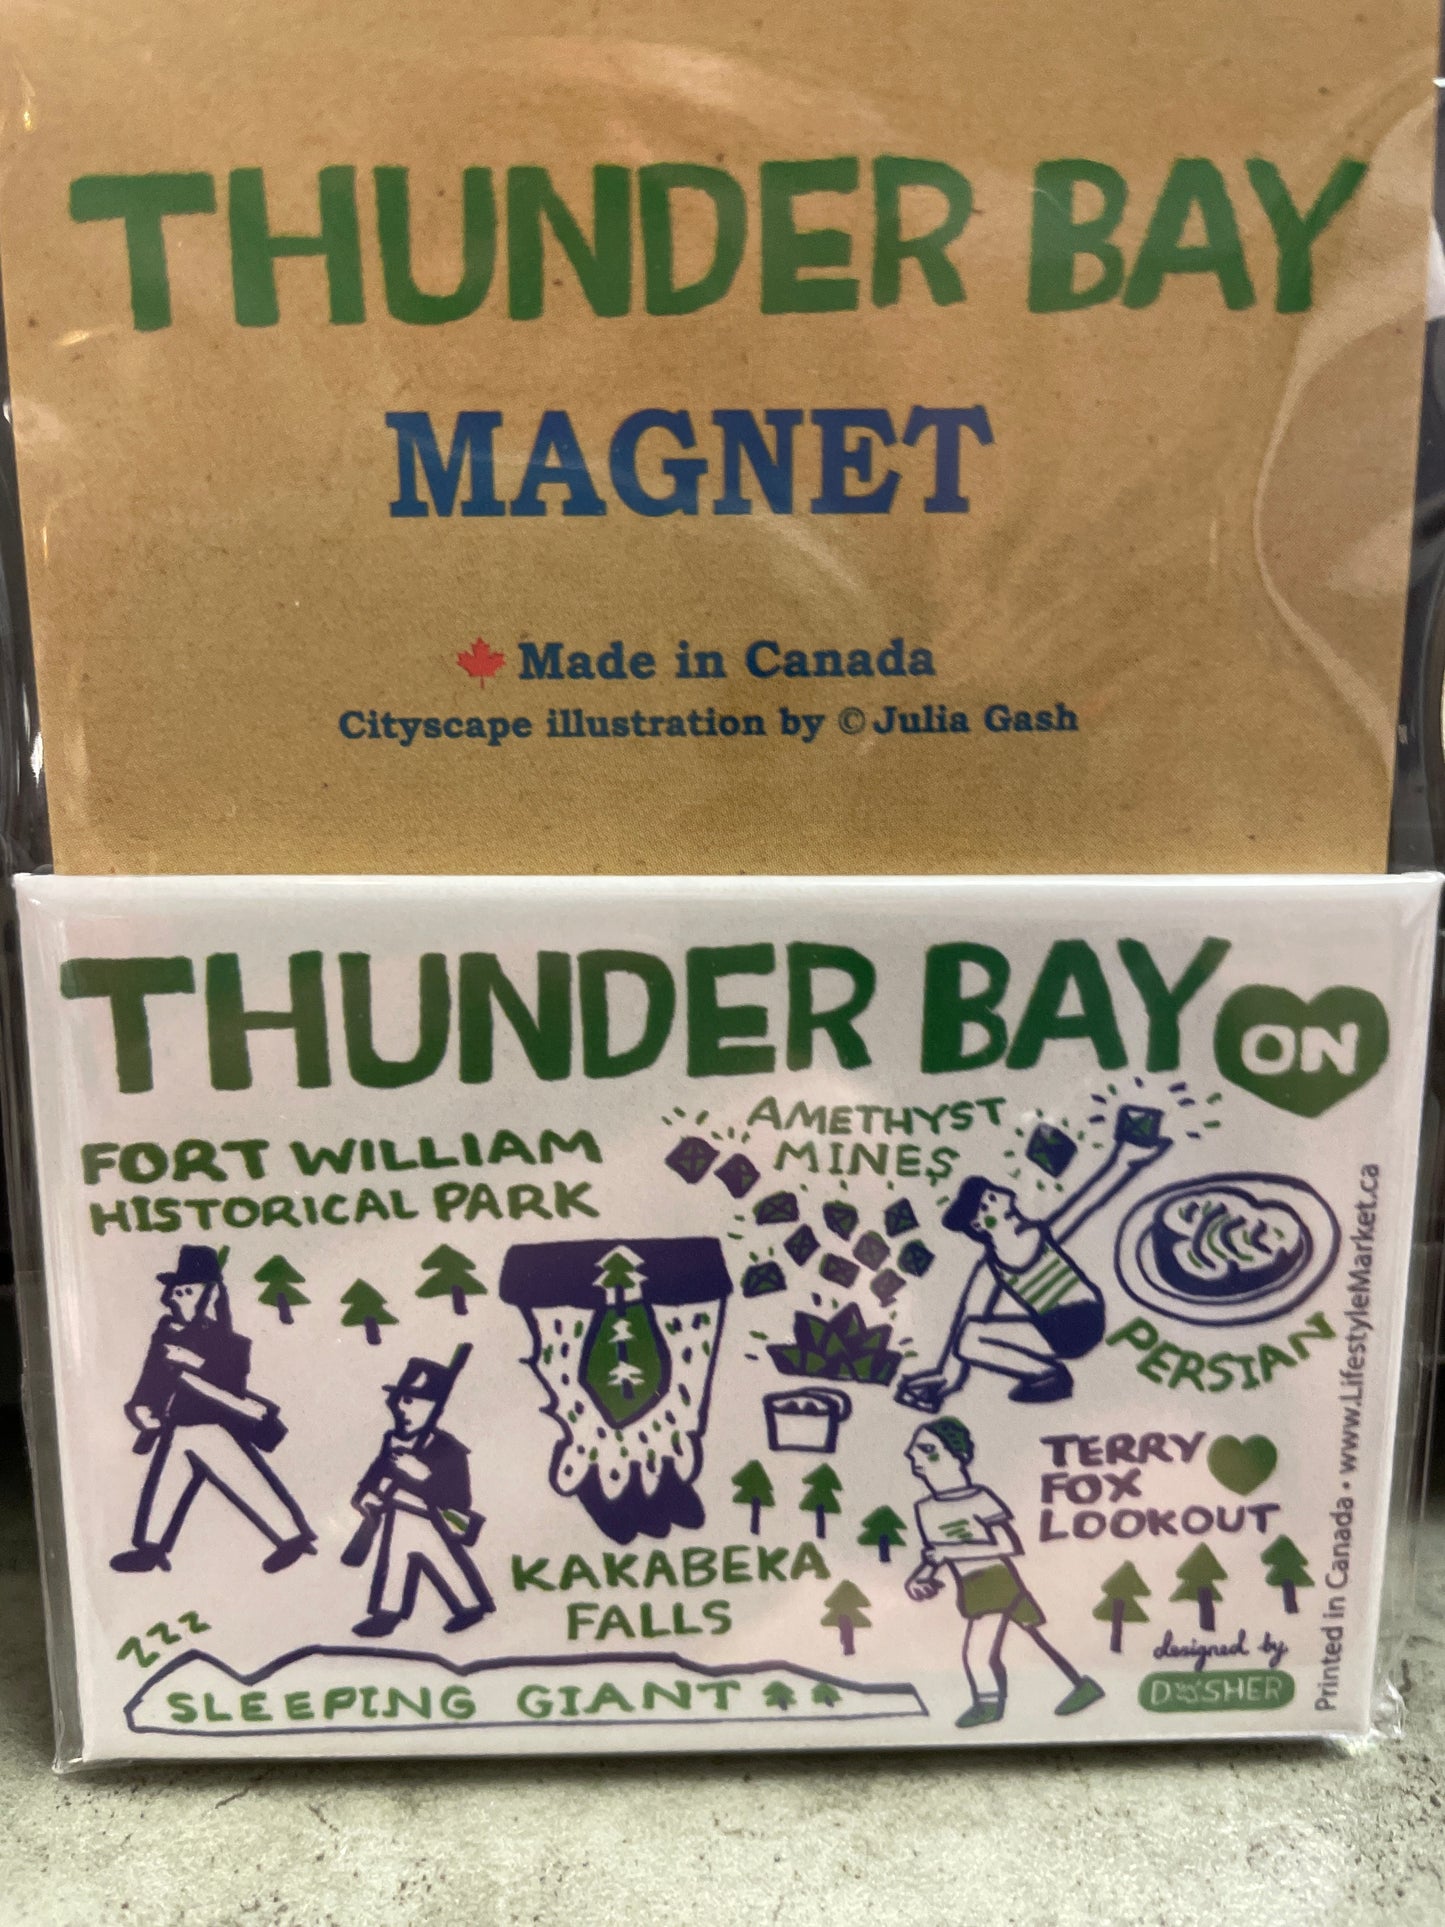 THUNDER BAY
MAGNET
Made in Canada
Cityscape illustration by © Julia Gash
THUNDER BAY
ON
FORT WILLIAM
HISTORICAL PARK
AMETHYST
MINES
PERSIAN
TERRY
FOX
LOOKOUT
KAKABEKA
FALLS
zzz
SLEEPING GIANT
designed by
Printed in Canada • www.LifestyleMarket.ca